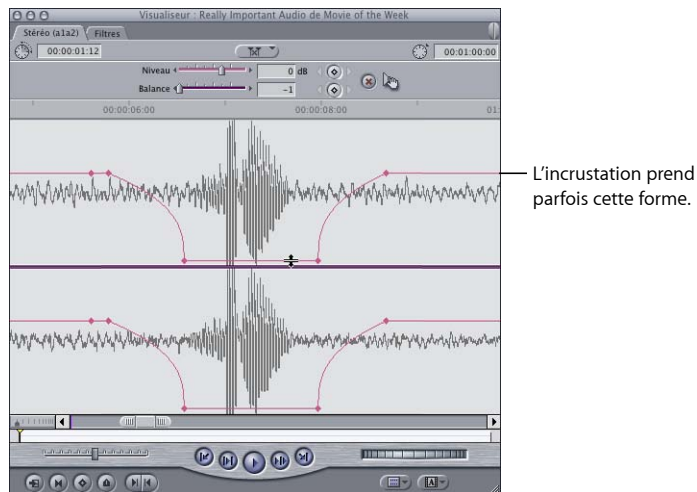 Visualiseur : Really Important Audio de Movie of the Week
Stéréo (a1a2) Filtres
00:00:01:12 00:01:00:00
Niveau 0 dB
Balance -1
00:00:06:00 00:00:08:00 01:
L'incrustation prend
parfois cette forme.
A